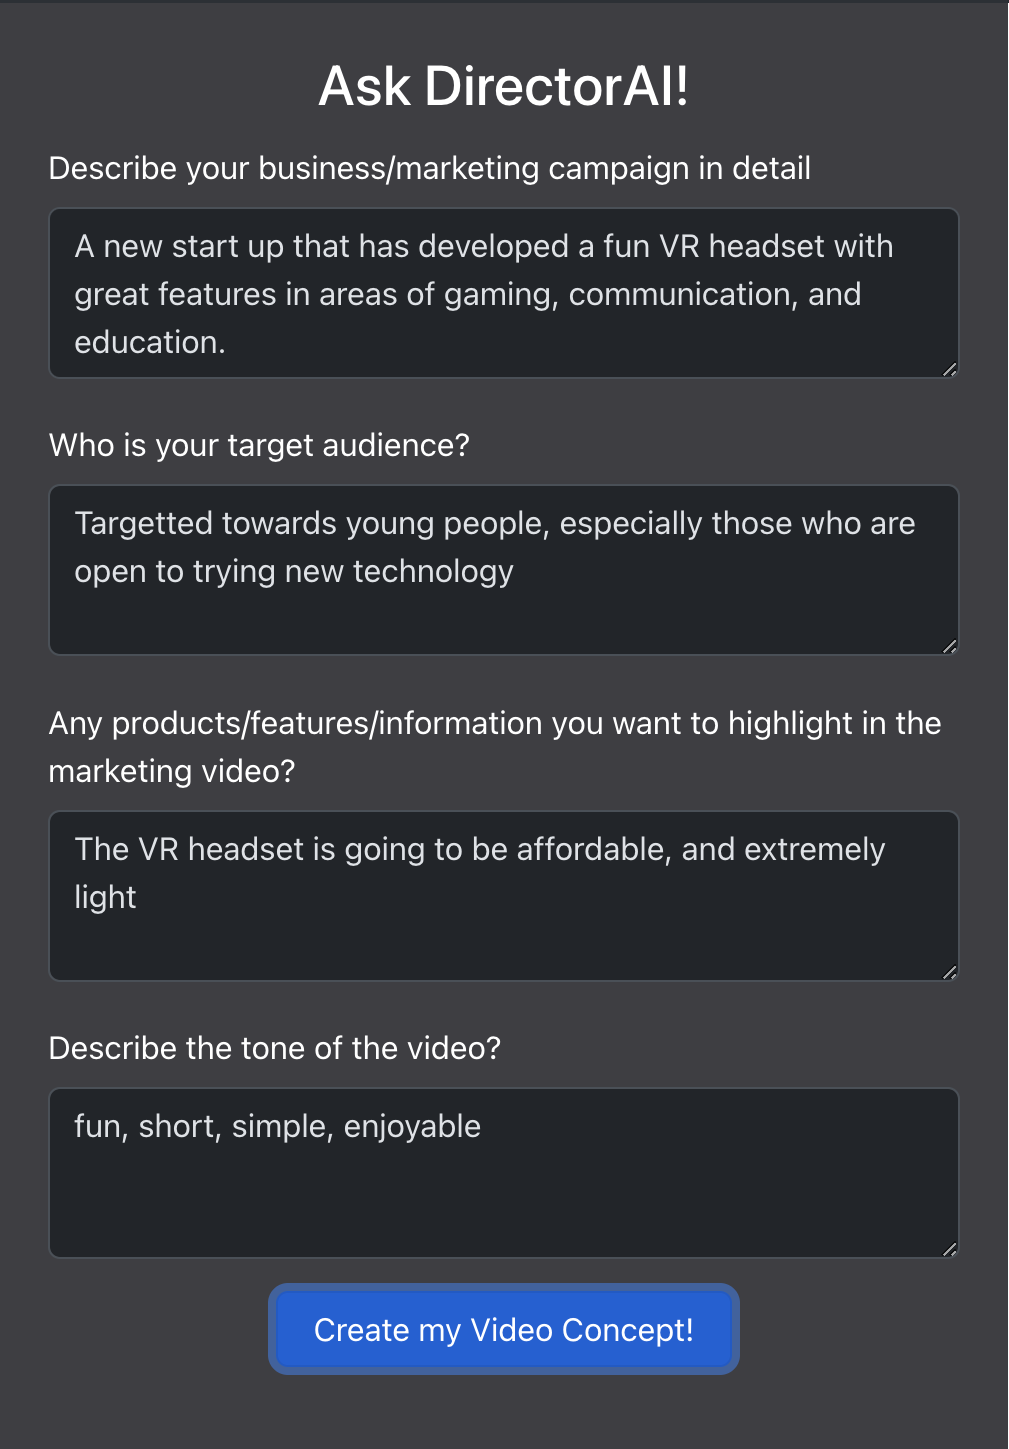 Ask DirectorAI!
Describe your business/marketing campaign in detail
A new start up that has developed a fun VR headset with
great features in areas of gaming, communication, and
education.
Who is your target audience?
Targetted towards young people, especially those who are
open to trying new technology
Any products/features/information you want to highlight in the
marketing video?
The VR headset is going to be affordable, and extremely
light
Describe the tone of the video?
fun, short, simple, enjoyable
Create my Video Concept!